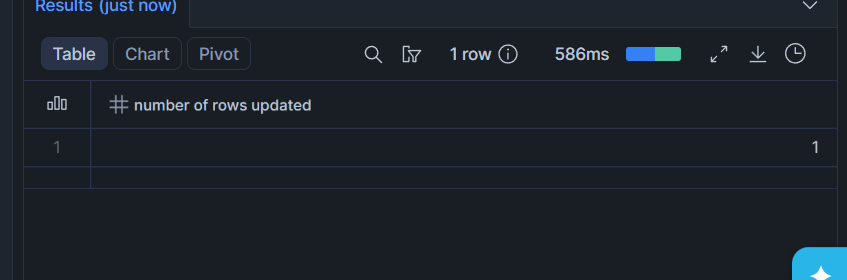 Results (just now)
Table Chart Pivot 1 row 586ms
number of rows updated
1 1